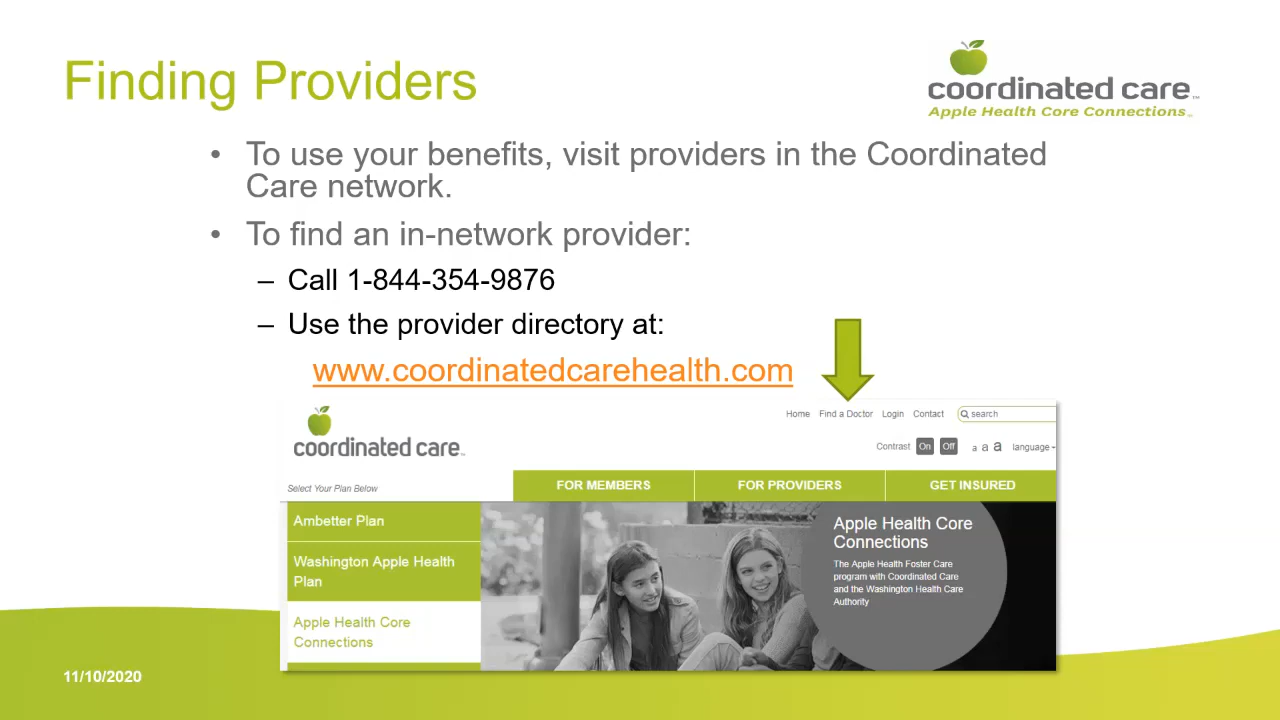 Finding Providers
coordinated care™
Apple Health Core Connections™
• To use your benefits, visit providers in the Coordinated
Care network.
• To find an in-network provider:
– Call 1-844-354-9876
– Use the provider directory at:
www.coordinatedcarehealth.com
Home Find a Doctor Login Contact search
coordinated care™
Contrast On Off a a a language
Select Your Plan Below
FOR MEMBERS FOR PROVIDERS GET INSURED
Ambetter Plan
Washington Apple Health
Plan
Apple Health Core
Connections
Apple Health Core
Connections
The Apple Health Foster Care
program with Coordinated Care
and the Washington Health Care
Authority
11/10/2020